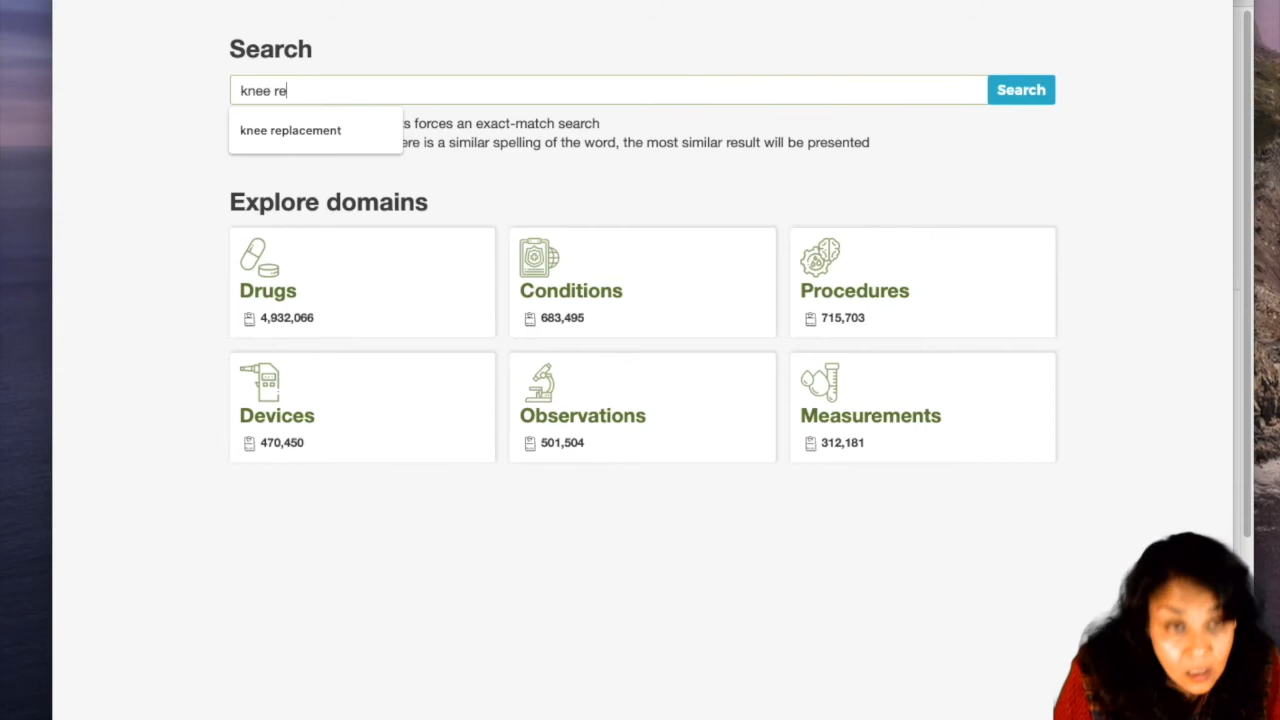 Search
knee re
Search
knee replacement
s forces an exact-match search
ere is a similar spelling of the word, the most similar result will be presented
Explore domains
Drugs
4,932,066
Conditions
683,495
Procedures
715,703
Devices
470,450
Observations
501,504
Measurements
312,181